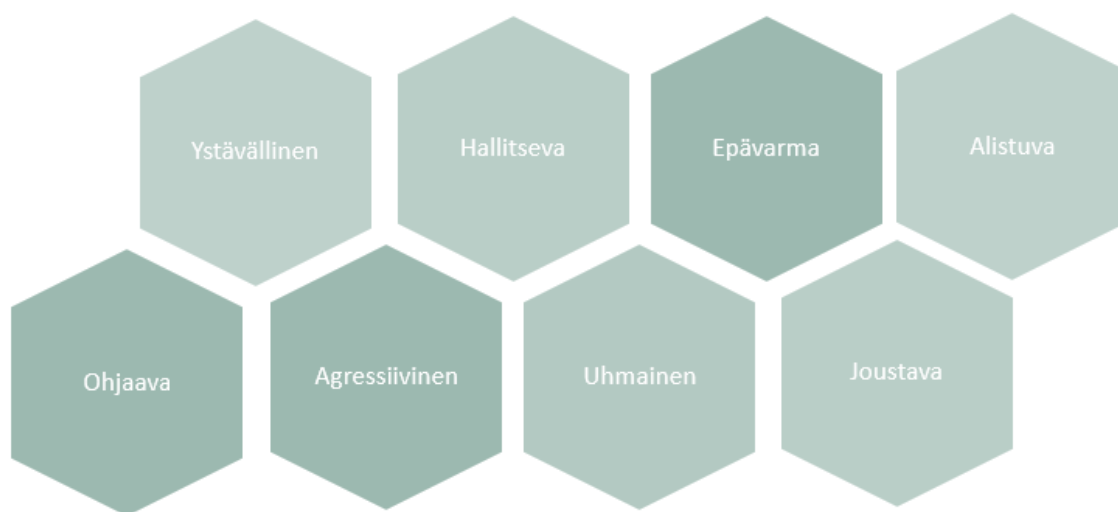 Ystävällinen
Hallitseva
Epävarma
Alistuva
Ohjaava
Agressiivinen
Uhmainen
Joustava